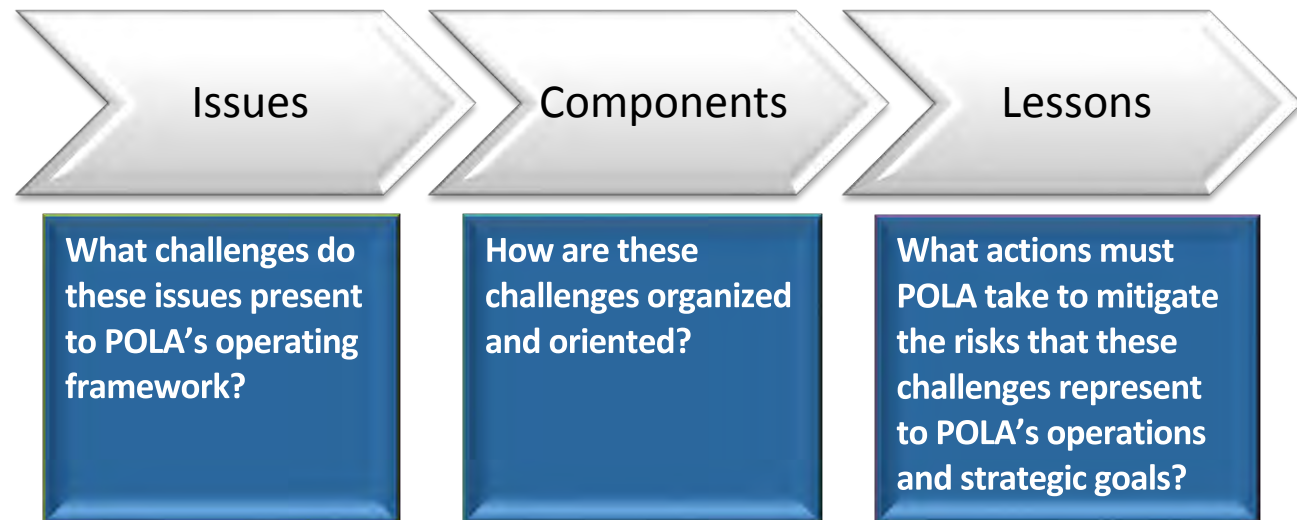 Issues
Components
Lessons
What challenges do
these issues present
to POLA’s operating
framework?
How are these
challenges organized
and oriented?
What actions must
POLA take to mitigate
the risks that these
challenges represent
to POLA’s operations
and strategic goals?